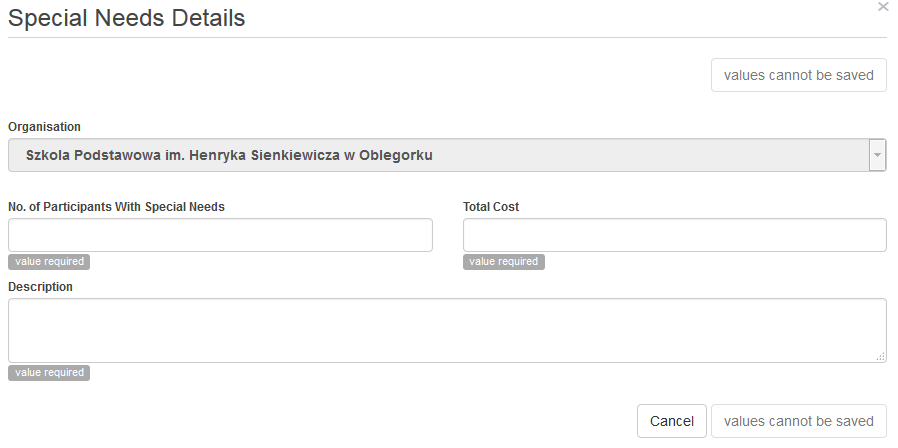 Special Needs Details
×
values cannot be saved
Organisation
Szkola Podstawowa im. Henryka Sienkiewicza w Oblegorku
No. of Participants With Special Needs
Total Cost
value required
value required
Description
value required
Cancel
values cannot be saved